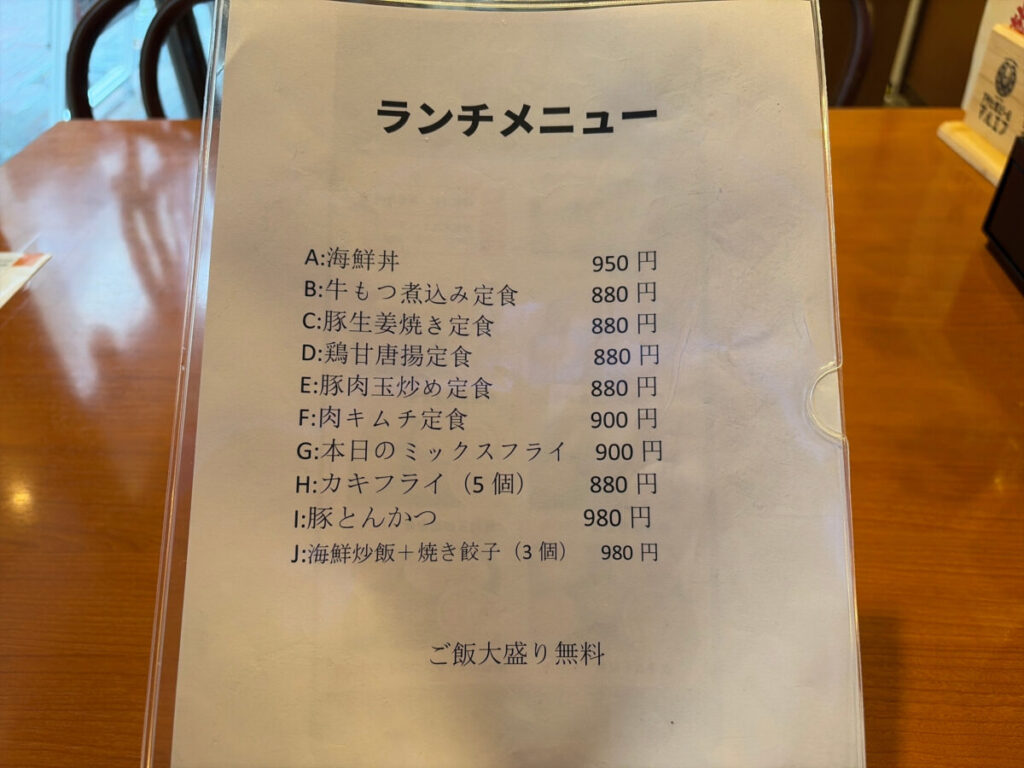 ランチメニュー
A:海鮮丼 950 円
B:牛もつ煮込み定食 880 円
C:豚生姜焼き定食 880 円
D:鶏甘唐揚定食 880 円
E:豚肉玉炒め定食 880 円
F:肉キムチ定食 900 円
G:本日のミックスフライ 900 円
H:カキフライ（5 個） 880 円
I:豚とんかつ 980 円
J:海鮮炒飯＋焼き餃子（3 個） 980 円
ご飯大盛り無料